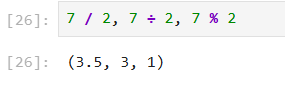 [26]: 7 / 2, 7 ÷ 2, 7 % 2
[26]: (3.5, 3, 1)